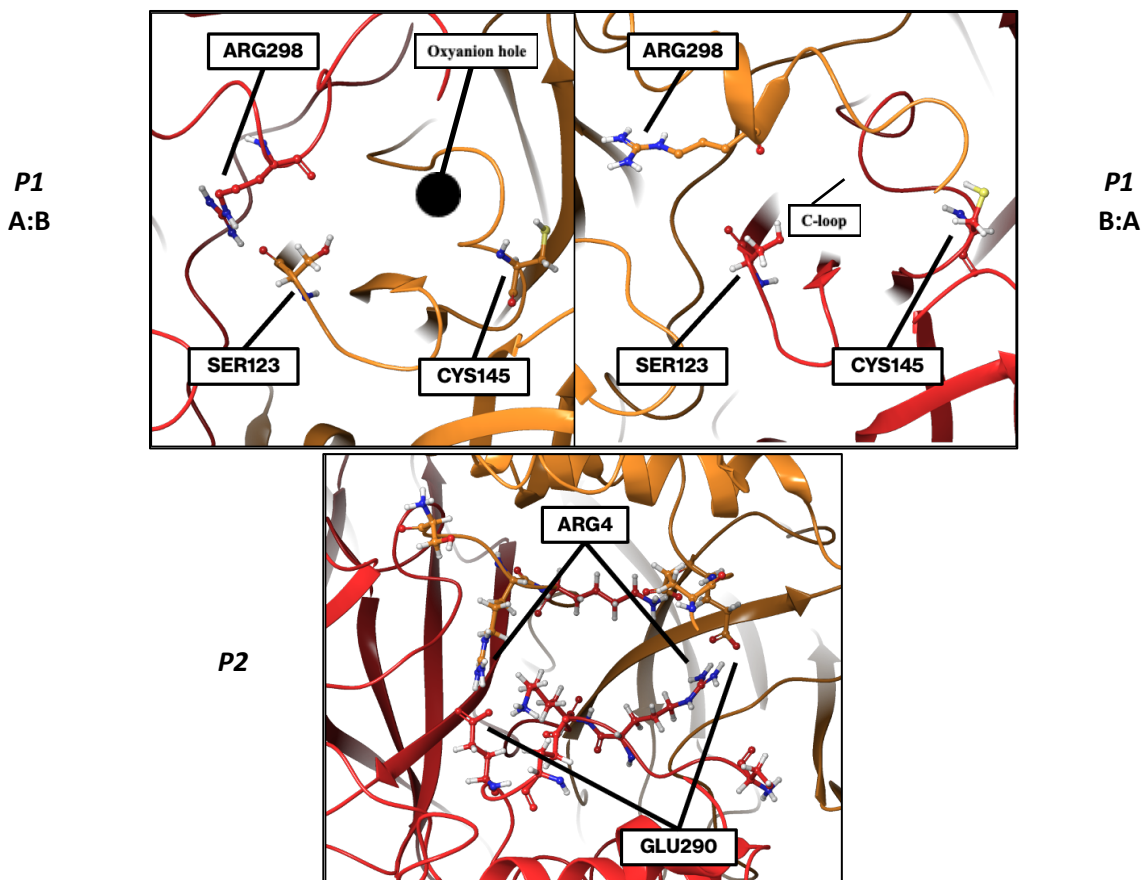 ARG298
Oxyanion hole
ARG298
P1
A:B
C-loop
P1
B:A
SER123
CYS145
SER123
CYS145
ARG4
P2
GLU290